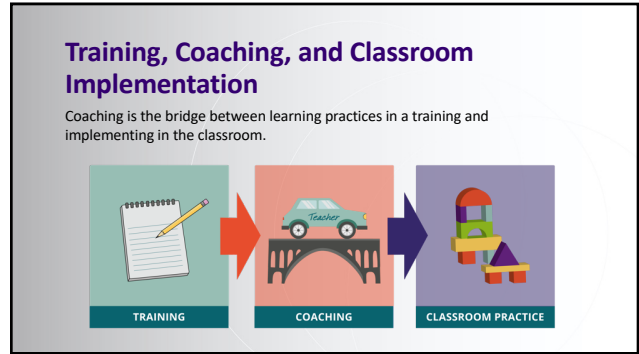 Training, Coaching, and Classroom
Implementation
Coaching is the bridge between learning practices in a training and
implementing in the classroom.
Teacher
TRAINING
COACHING
CLASSROOM PRACTICE